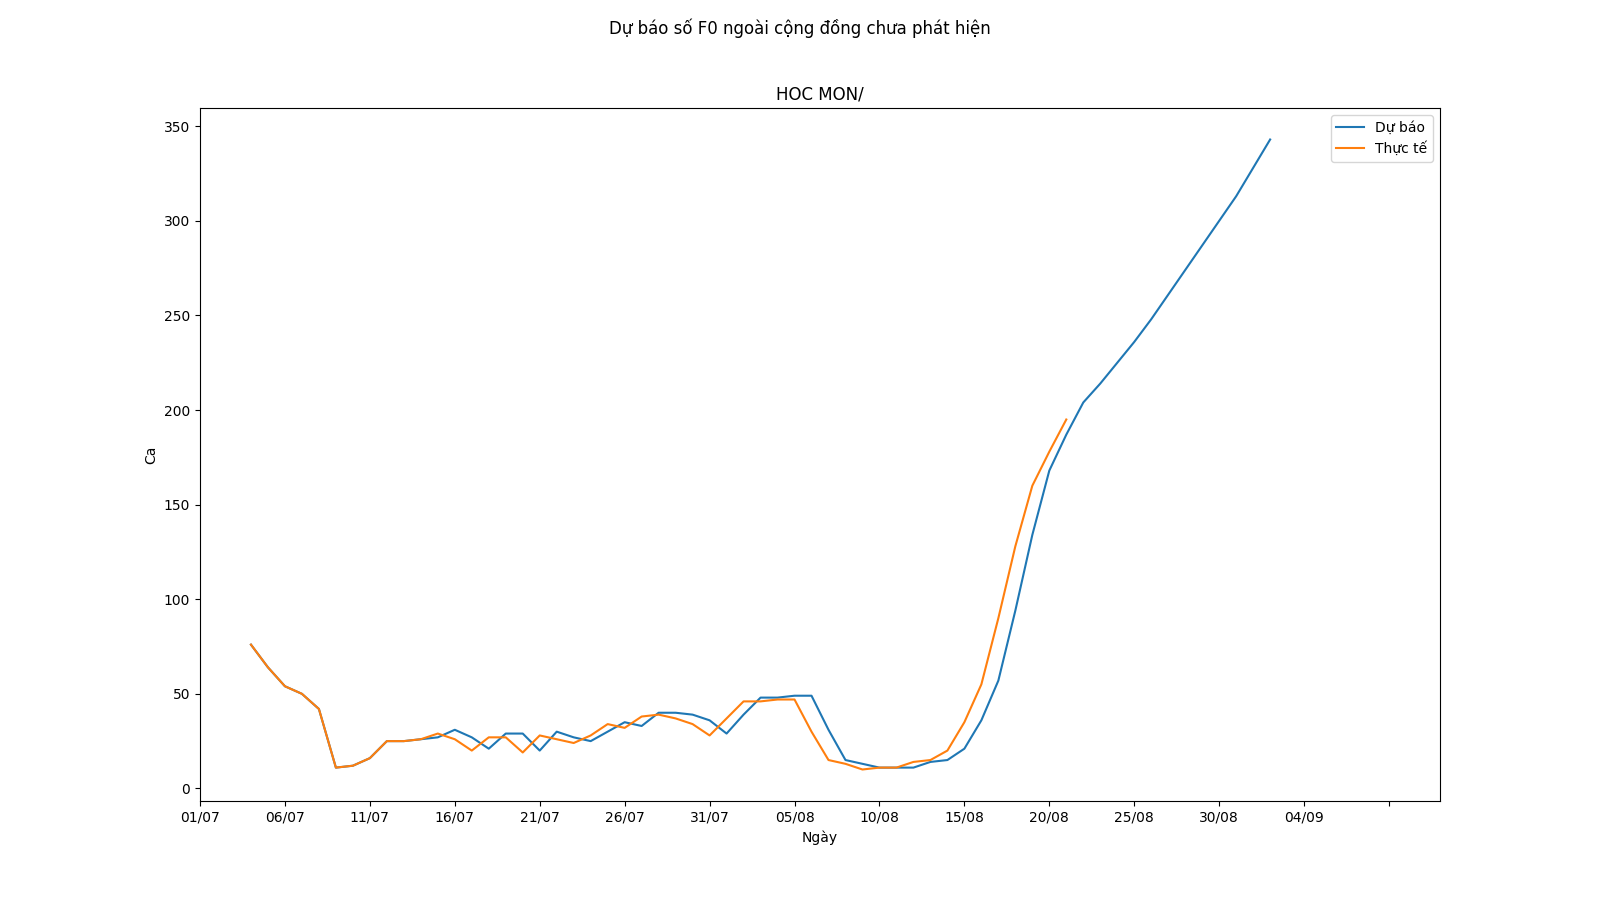 Dự báo số F0 ngoài cộng đồng chưa phát hiện
HOC MON/
Dự báo
Thực tế
350
300
250
200
150
100
50
0
Ca
01/07 06/07 11/07 16/07 21/07 26/07 31/07 05/08 10/08 15/08 20/08 25/08 30/08 04/09
Ngày